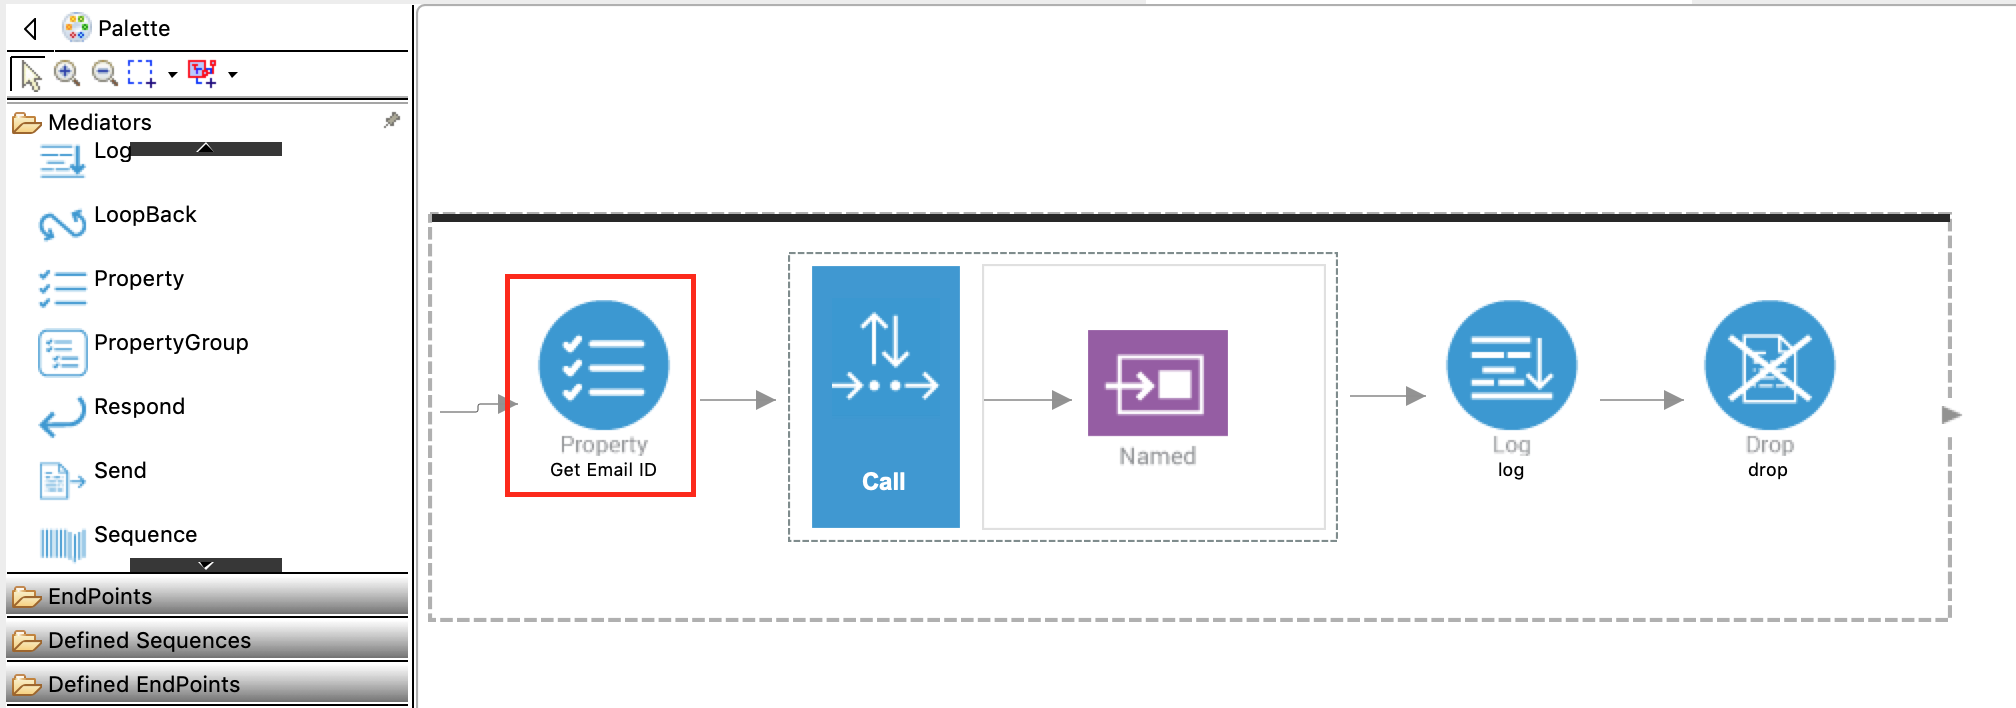 Palette
Mediators
Log
LoopBack
Property
PropertyGroup
Respond
Send
Sequence
EndPoints
Defined Sequences
Defined EndPoints
Property
Get Email ID
Call
Named
Log
log
Drop
drop